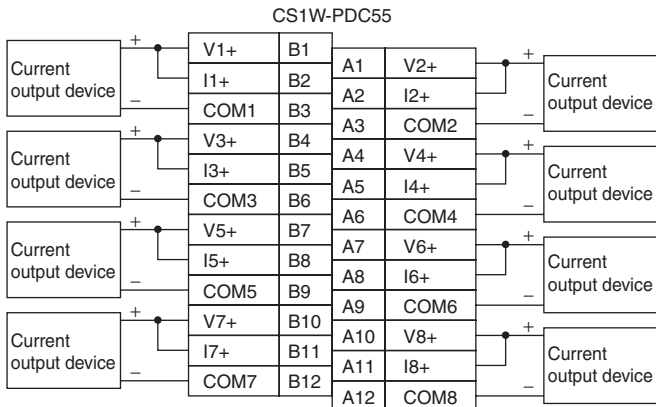 CS1W-PDC55
+ V1+ B1
Current output device
I1+ B2
− COM1 B3
+ V3+ B4
Current output device
I3+ B5
− COM3 B6
+ V5+ B7
Current output device
I5+ B8
− COM5 B9
+ V7+ B10
Current output device
I7+ B11
− COM7 B12
A1 V2+ +
Current output device
A2 I2+
A3 COM2 −
A4 V4+ +
Current output device
A5 I4+
A6 COM4 −
A7 V6+ +
Current output device
A8 I6+
A9 COM6 −
A10 V8+ +
Current output device
A11 I8+
A12 COM8 −